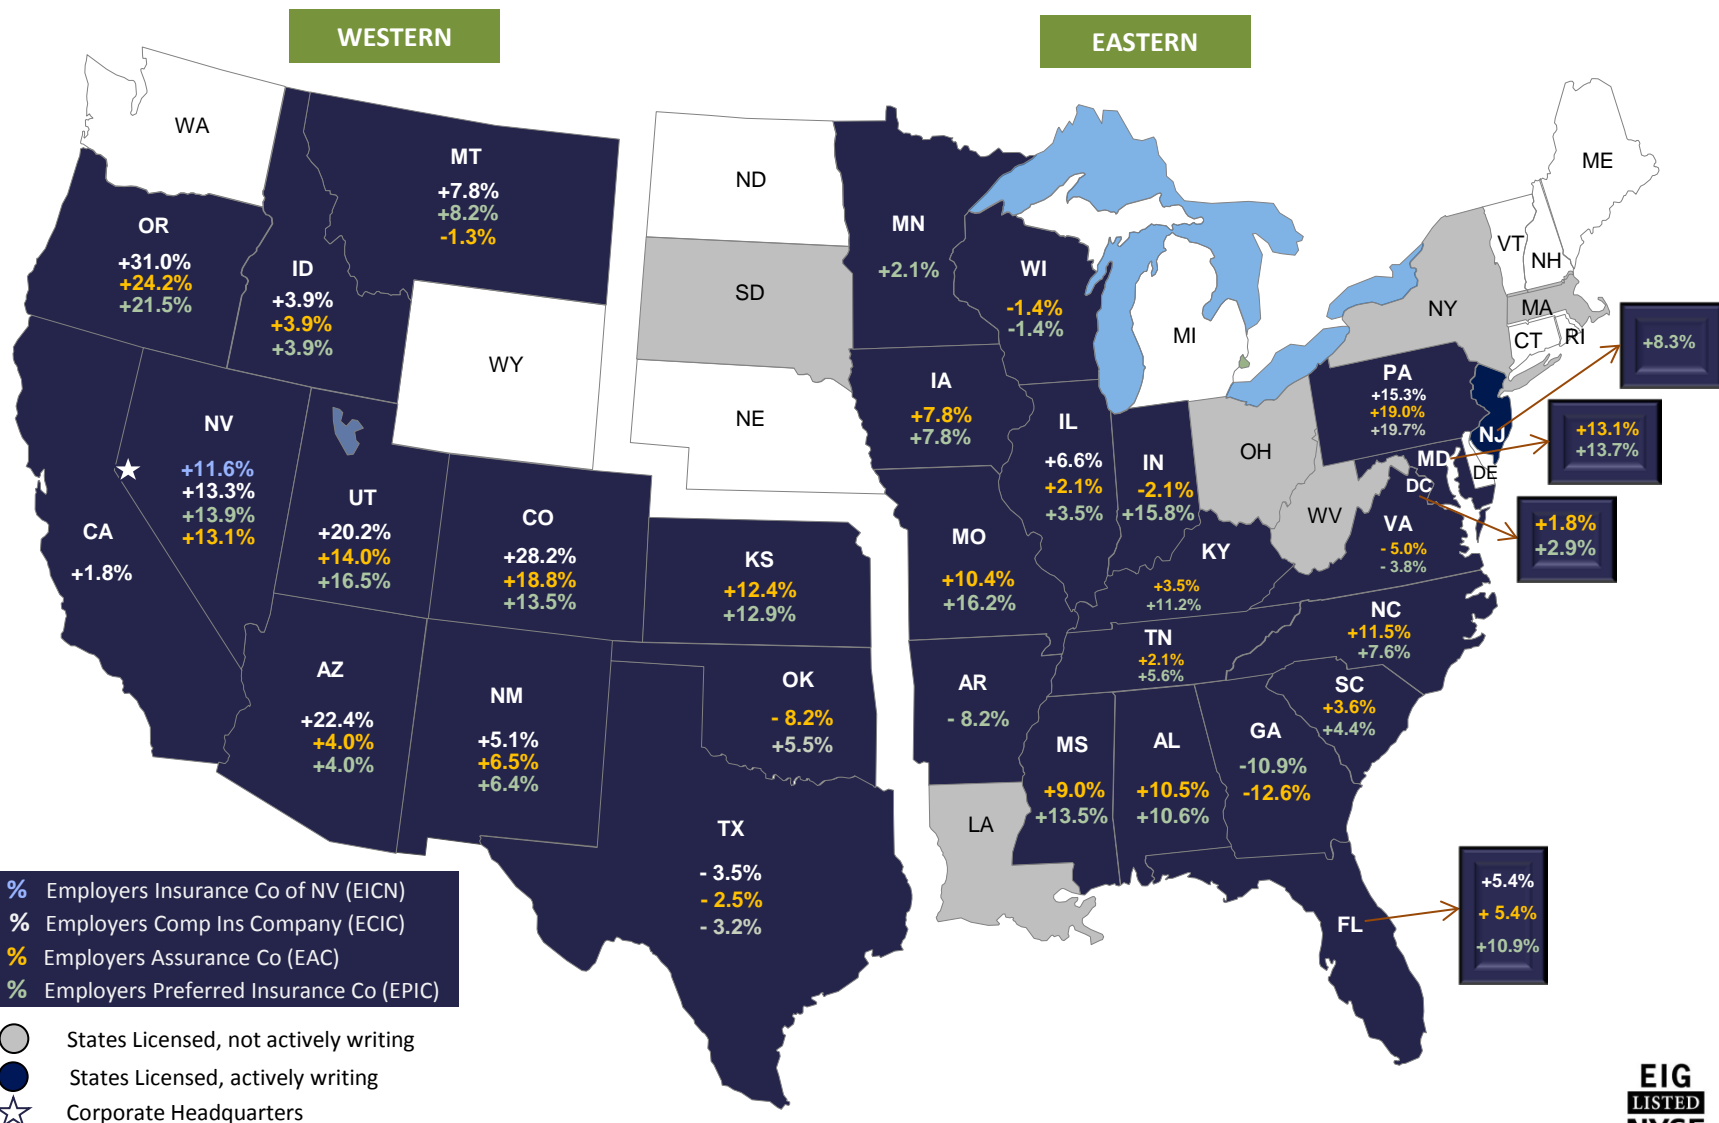 WESTERN
EASTERN
WA
MT
+7.8%
+8.2%
-1.3%
OR
+31.0%
+24.2%
+21.5%
ID
+3.9%
+3.9%
+3.9%
WY
NV
+11.6%
+13.3%
+13.9%
+13.1%
CA
+1.8%
UT
+20.2%
+14.0%
+16.5%
CO
+28.2%
+18.8%
+13.5%
AZ
+22.4%
+4.0%
+4.0%
NM
+5.1%
+6.5%
+6.4%
KS
+12.4%
+12.9%
OK
- 8.2%
+5.5%
TX
- 3.5%
- 2.5%
- 3.2%
ND
SD
NE
MN
+2.1%
WI
-1.4%
-1.4%
MI
IA
+7.8%
+7.8%
IL
+6.6%
+2.1%
+3.5%
IN
-2.1%
+15.8%
OH
MO
+10.4%
+16.2%
KY
+3.5%
+11.2%
WV
TN
+2.1%
+5.6%
AR
- 8.2%
MS
+9.0%
+13.5%
AL
+10.5%
+10.6%
GA
-10.9%
-12.6%
LA
SC
+3.6%
+4.4%
NC
+11.5%
+7.6%
VA
- 5.0%
- 3.8%
PA
+15.3%
+19.0%
+19.7%
NY
VT
NH
ME
MA
CT
RI
NJ
+8.3%
MD
+13.1%
+13.7%
DE
DC
+1.8%
+2.9%
FL
+5.4%
+ 5.4%
+10.9%
% Employers Insurance Co of NV (EICN)
% Employers Comp Ins Company (ECIC)
% Employers Assurance Co (EAC)
% Employers Preferred Insurance Co (EPIC)
States Licensed, not actively writing
States Licensed, actively writing
Corporate Headquarters
EIG
LISTED
NYSE